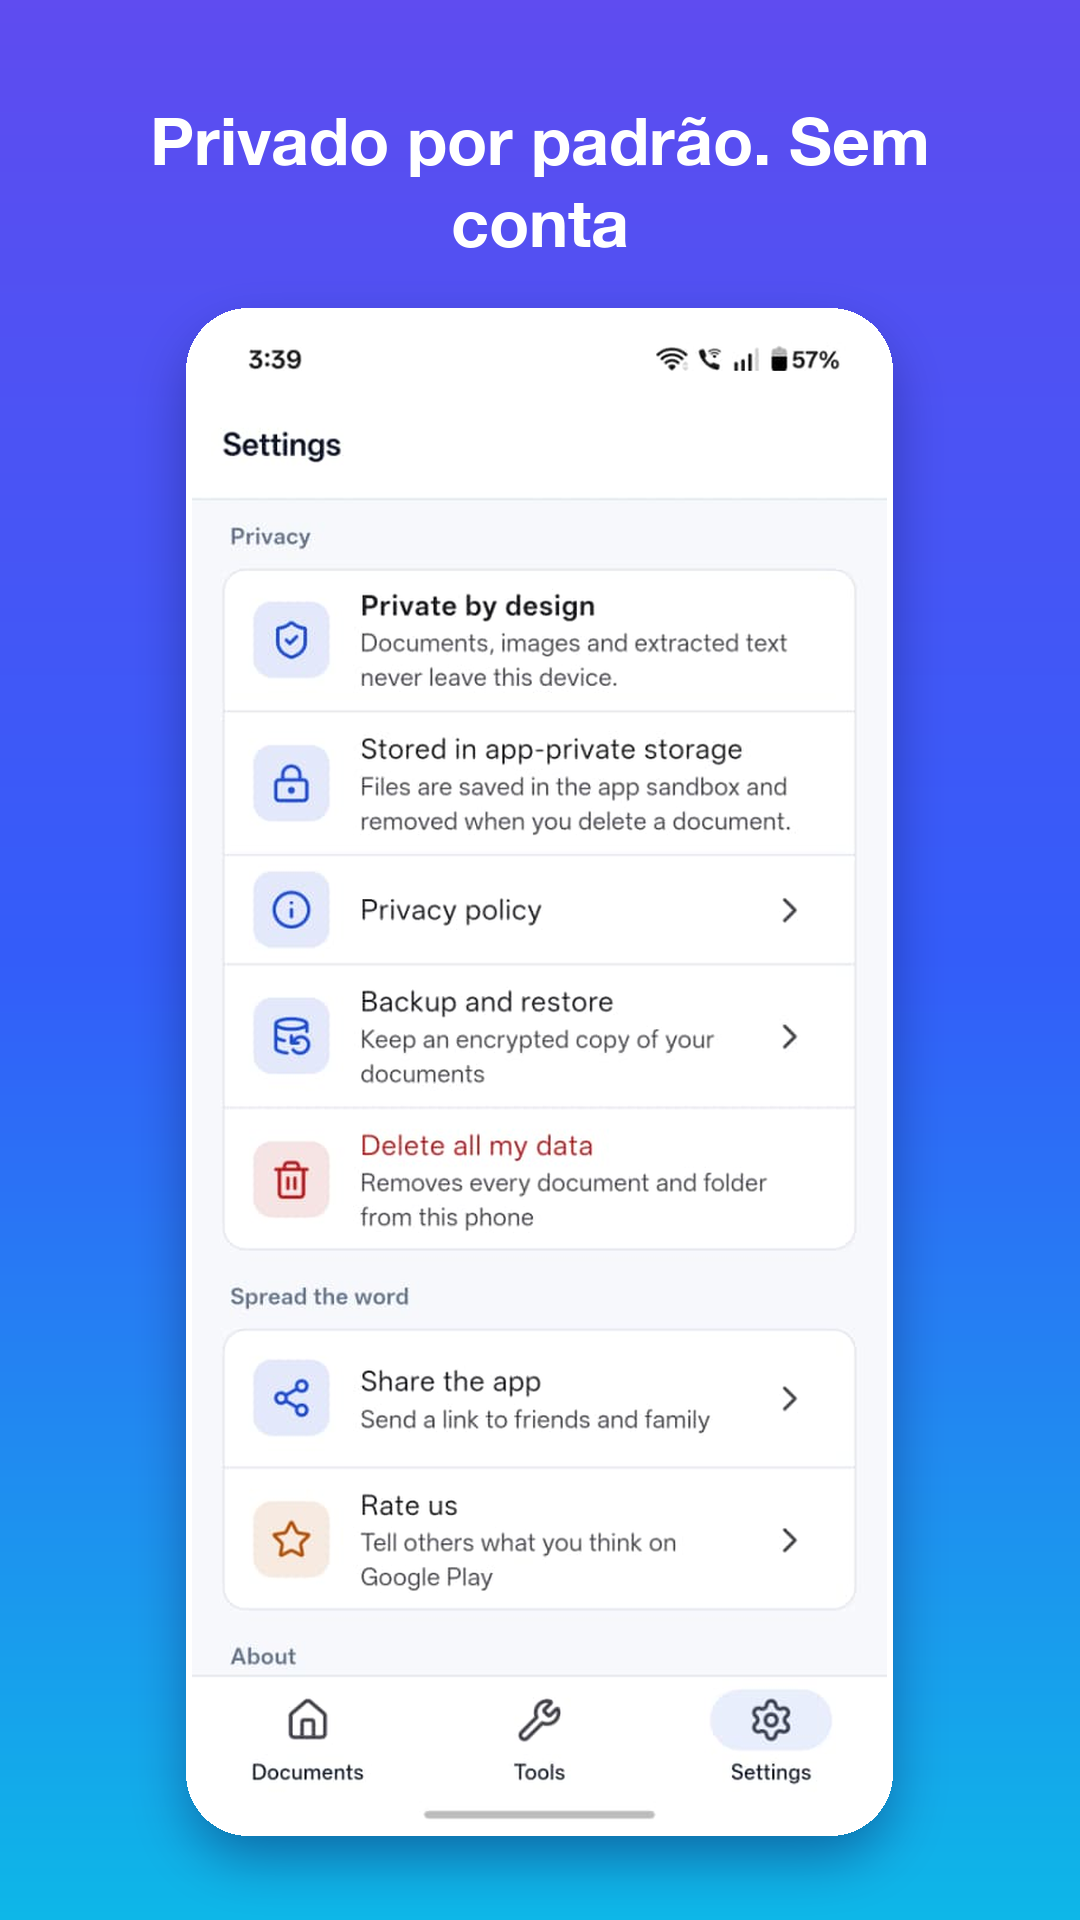 Privado por padrão. Sem
conta
3:39
57%
Settings
Privacy
Private by design
Documents, images and extracted text
never leave this device.
Stored in app-private storage
Files are saved in the app sandbox and
removed when you delete a document.
Privacy policy
Backup and restore
Keep an encrypted copy of your
documents
Delete all my data
Removes every document and folder
from this phone
Spread the word
Share the app
Send a link to friends and family
Rate us
Tell others what you think on
Google Play
About
Documents
Tools
Settings